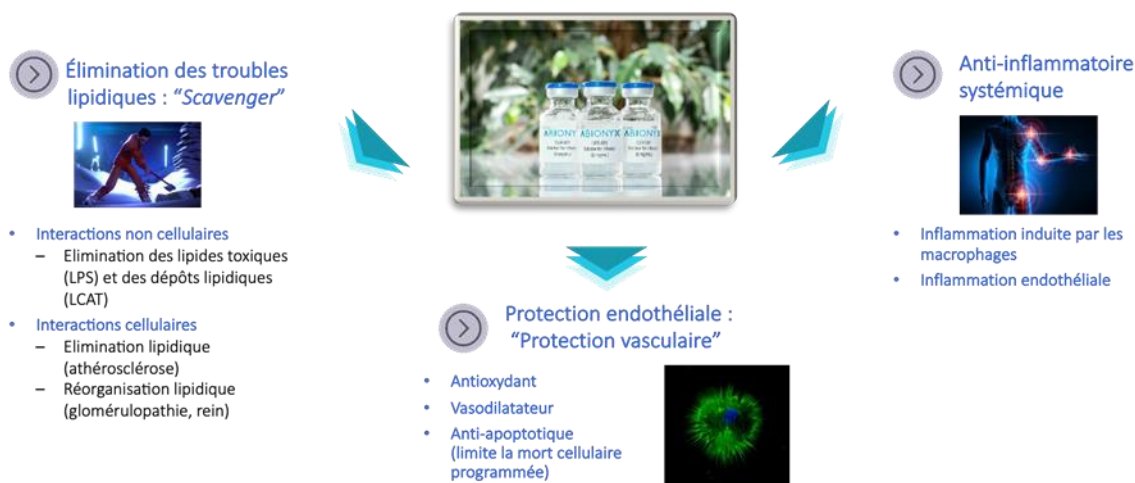 Élimination des troubles
lipidiques : “Scavenger”
• Interactions non cellulaires
– Elimination des lipides toxiques
(LPS) et des dépôts lipidiques
(LCAT)
• Interactions cellulaires
– Elimination lipidique
(athérosclérose)
– Réorganisation lipidique
(glomérulopathie, rein)
ABIONYX ABIONYX ABIONYX
Protection endothéliale :
“Protection vasculaire”
• Antioxydant
• Vasodilatateur
• Anti-apoptotique
(limite la mort cellulaire
programmée)
Anti-inflammatoire
systémique
• Inflammation induite par les
macrophages
• Inflammation endothéliale